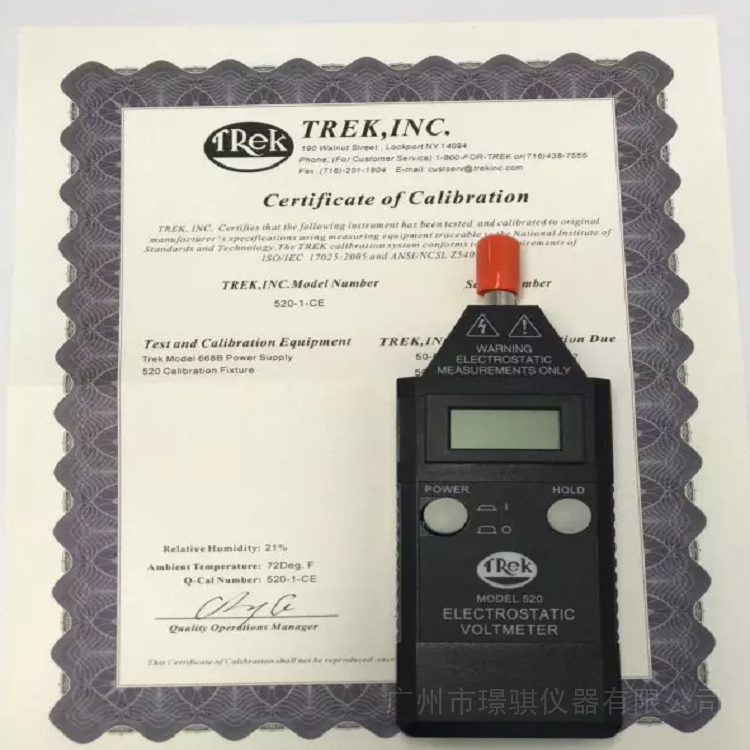 TRek
TREK,INC.
190 Walnut Street., Lockport NV 14094
Phone: (For Customer Service) 1-800-FOR-TREK or(716)438-7555
Fax: (716)-201-1804 E-mail: custserv@trekinc.com
Certificate of Calibration
TREK, INC. Certifies that the following instrument has been tested and calibrated to original
manufacturer's specifications using measuring equipment traceable to the National Institute of
Standards and Technology.The TREK calibration system conforms
ISO/IEC 17025:2005 and ANSI/NCSL Z540
TREK,INC.Model Number
520-1-CE
Test and Calibration Equipment
TREK,IN
ion Due
Trek Model 668B Power Supply
520 Calibration Fixture
WARNING
ELECTROSTATIC
MEASUREMENTS ONLY
POWER
HOLD
I
O
TRek
MODEL 520
ELECTROSTATIC
VOLTMETER
Relative Humidity: 21%
Ambient Temperature: 72Deg. F
Q-Cal Number: 520-1-CE
Quality Operations Manager
This Certificate of Calibration shall not be reproduced, exce
广州市璟骐仪器有限公司